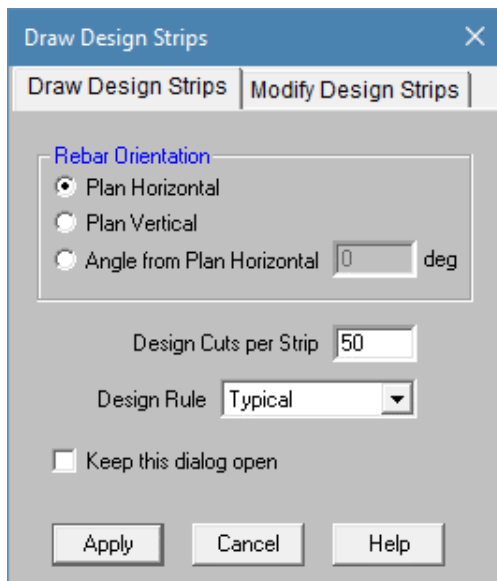 Draw Design Strips
Draw Design Strips Modify Design Strips
Rebar Orientation
Plan Horizontal
Plan Vertical
Angle from Plan Horizontal 0 deg
Design Cuts per Strip 50
Design Rule Typical
Keep this dialog open
Apply Cancel Help